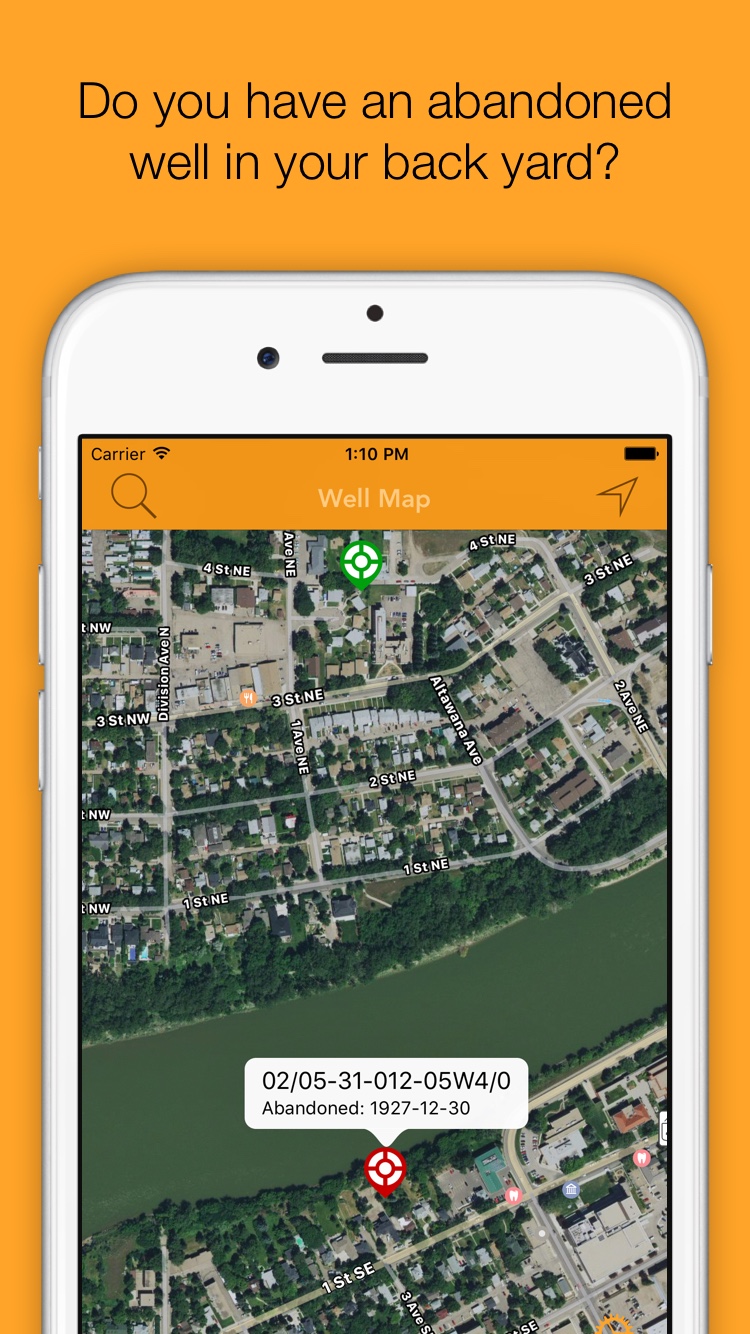 Do you have an abandoned
well in your back yard?
Carrier
1:10 PM
Well Map
4 St NE
Ave NE
4 St NE
3 St NE
t NW
Division Ave N
3 St NW
3 St NE
1 Ave NE
Altawana Ave
2 Ave NE
2 St NE
t NW
1 St NE
1 St NE
t NW
02/05-31-012-05W4/0
Abandoned: 1927-12-30
1 St SE
3 Ave S
SE